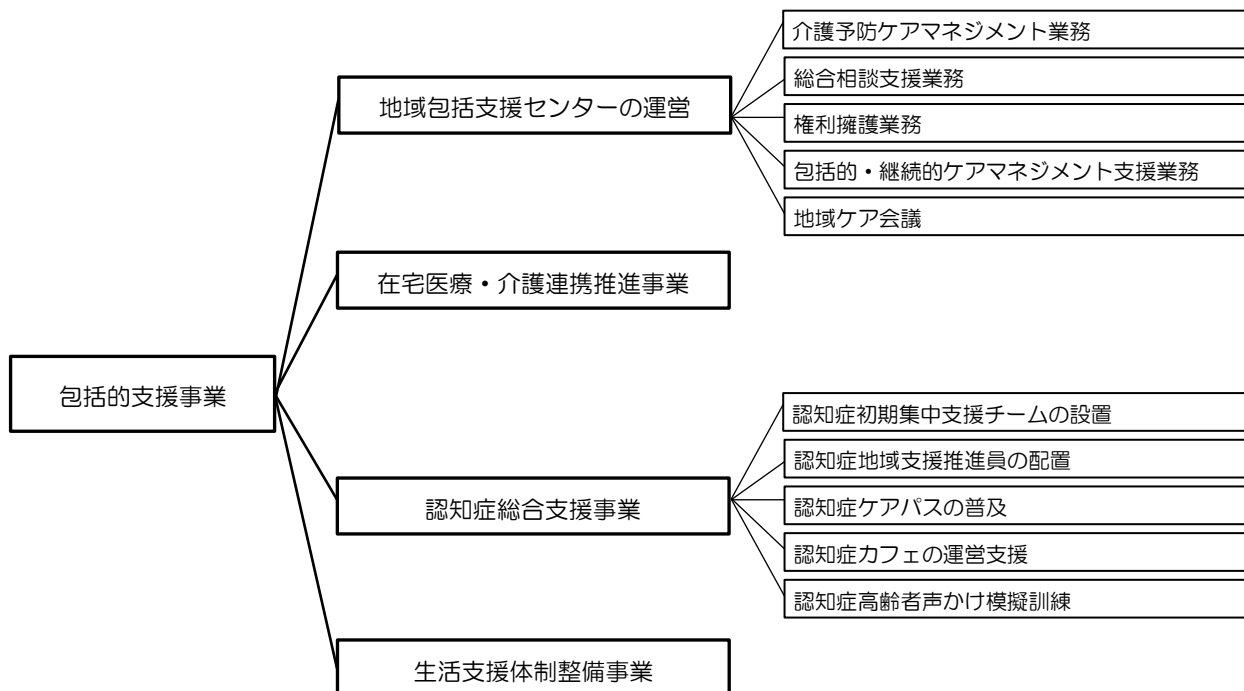 包括的支援事業
地域包括支援センターの運営
介護予防ケアマネジメント業務
総合相談支援業務
権利擁護業務
包括的・継続的ケアマネジメント支援業務
地域ケア会議
在宅医療・介護連携推進事業
認知症総合支援事業
認知症初期集中支援チームの設置
認知症地域支援推進員の配置
認知症ケアパスの普及
認知症カフェの運営支援
認知症高齢者声かけ模擬訓練
生活支援体制整備事業